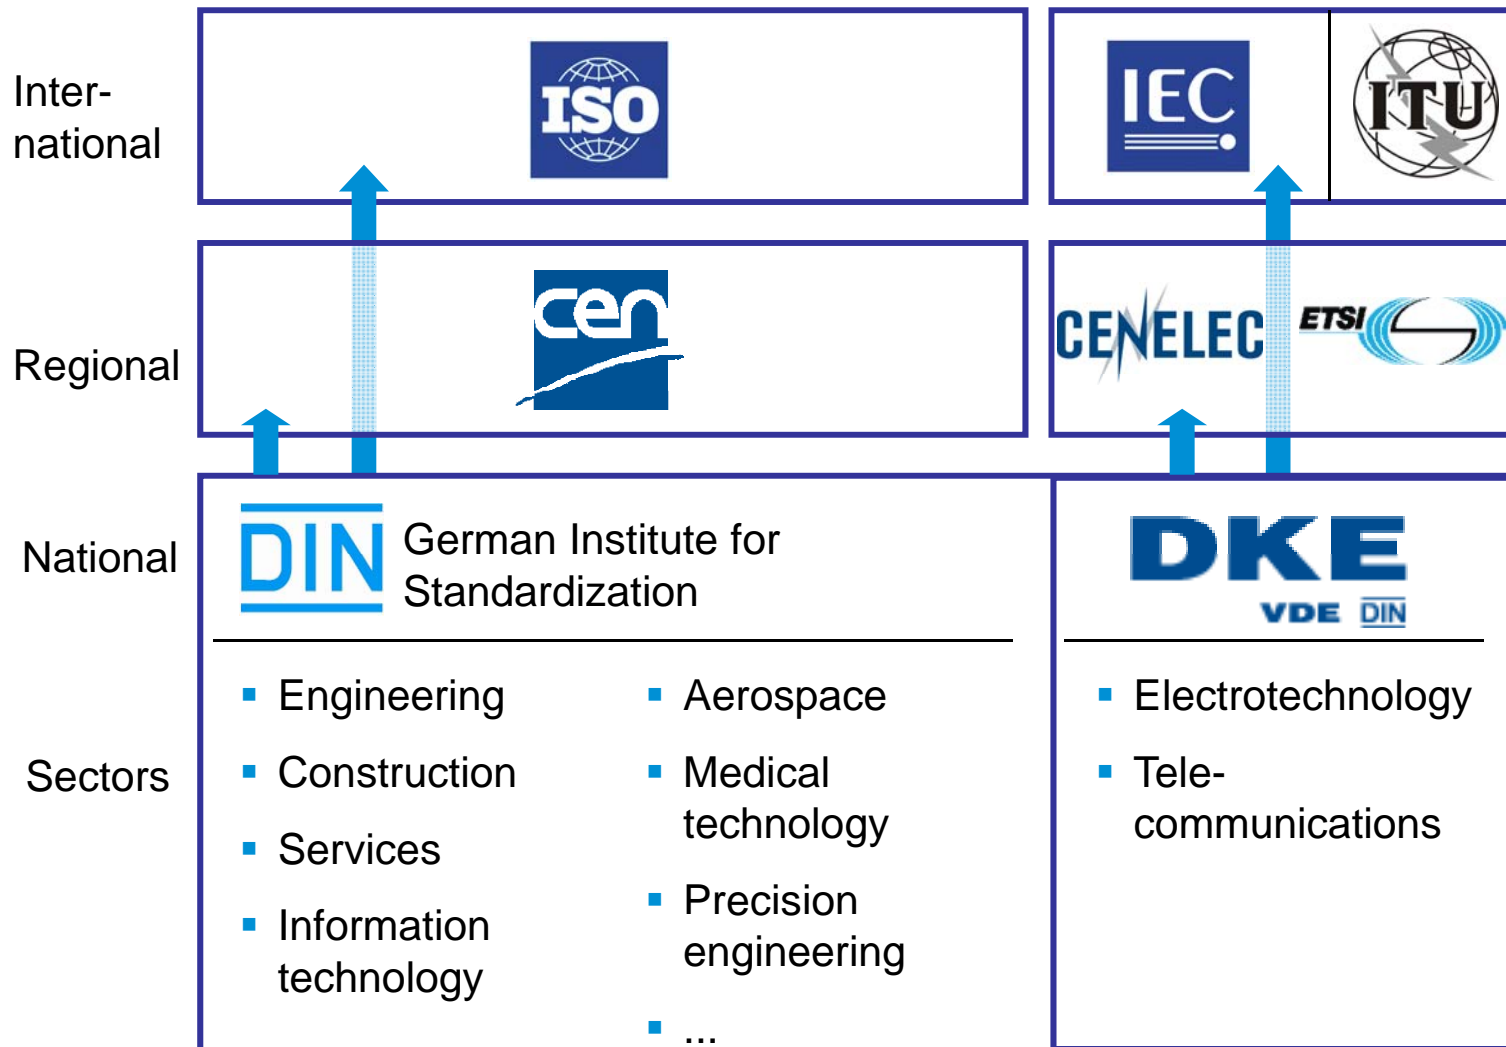 Inter-
national
ISO
IEC
ITU
Regional
cen
CENELEC
ETSI
National
DIN
German Institute for
Standardization
DKE
VDE DIN
Sectors
▪ Engineering
▪ Construction
▪ Services
▪ Information
technology
▪ Aerospace
▪ Medical
technology
▪ Precision
engineering
▪ ...
▪ Electrotechnology
▪ Tele-
communications